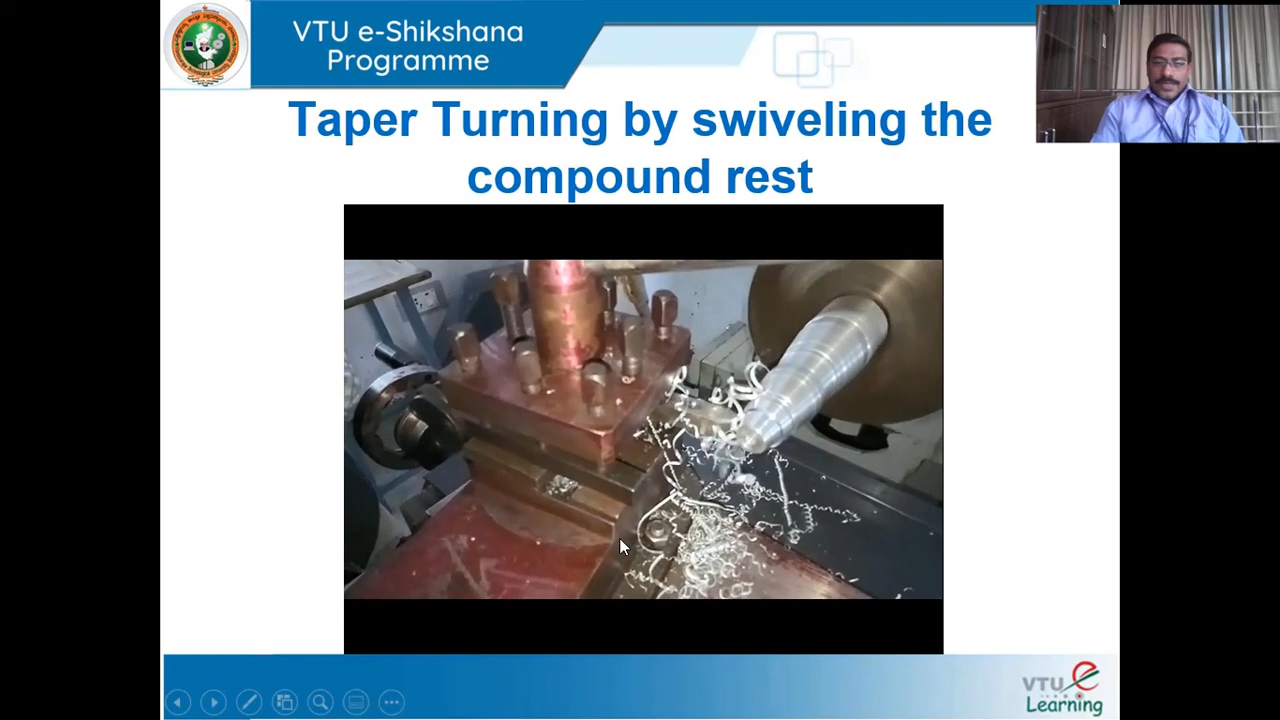 VTU e-Shikshana
Programme
Taper Turning by swiveling the
compound rest
VTU e
Learning